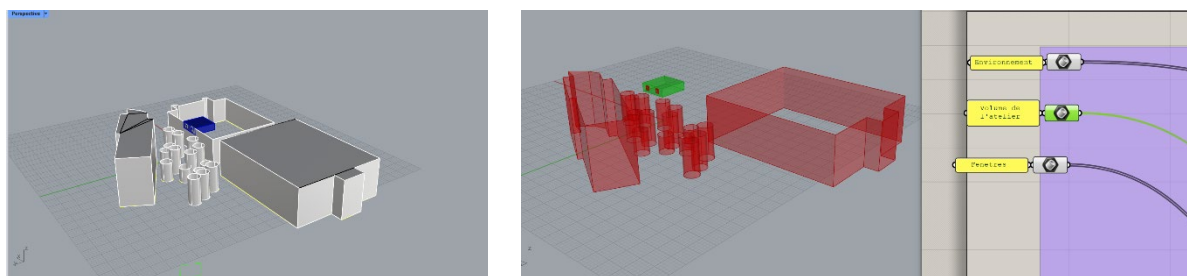 Perspective
Environnement
Volume de
l'atelier
Fenetres